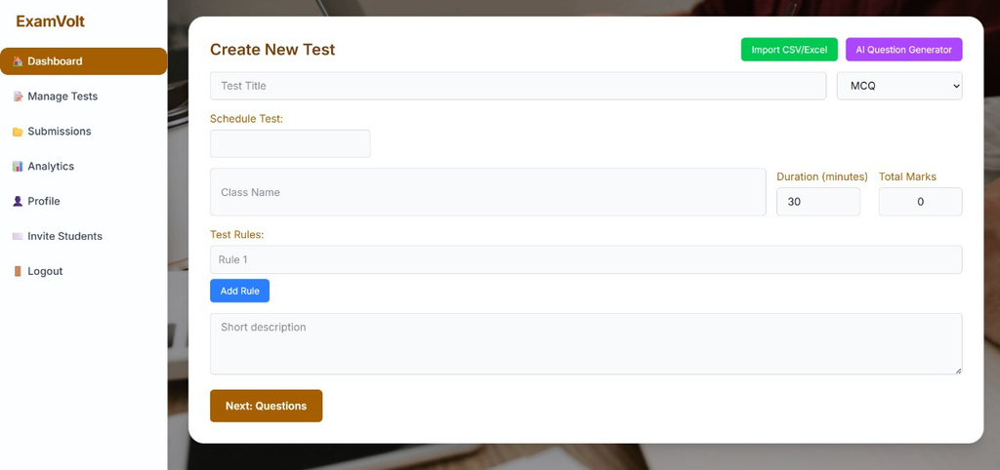 ExamVolt
Dashboard
Manage Tests
Submissions
Analytics
Profile
Invite Students
Logout
Create New Test
Import CSV/Excel
AI Question Generator
Test Title
MCQ
Schedule Test:
Class Name
Duration (minutes)
30
Total Marks
0
Test Rules:
Rule 1
Add Rule
Short description
Next: Questions